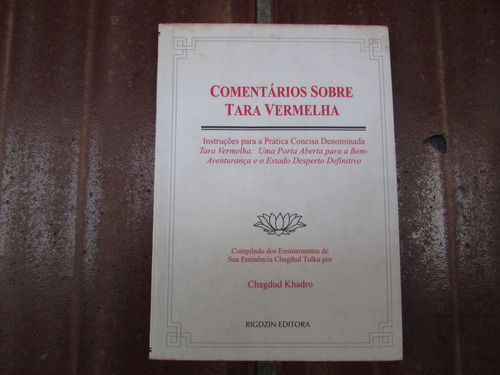 COMENTÁRIOS SOBRE
TARA VERMELHA
Instruções para a Prática Concisa Denominada
Tara Vermelha: Uma Porta Aberta para a Bem-
Aventurança e o Estado Desperto Definitivo
Compilado dos Ensinamentos de
Sua Eminência Chagdud Tulku por
Chagdud Khadro
RIGDZIN EDITORA